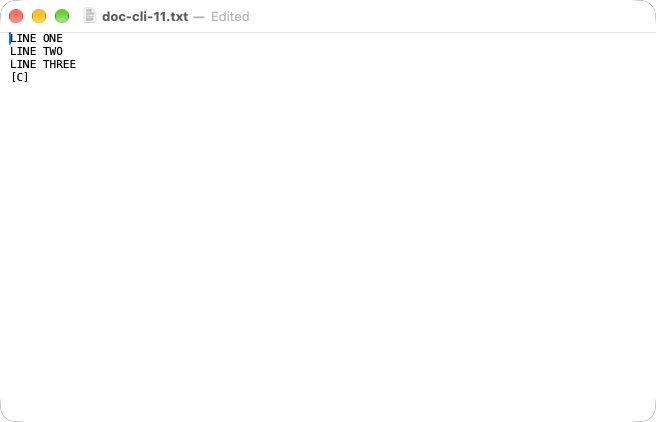 doc-cli-11.txt — Edited
LINE ONE
LINE TWO
LINE THREE
[C]